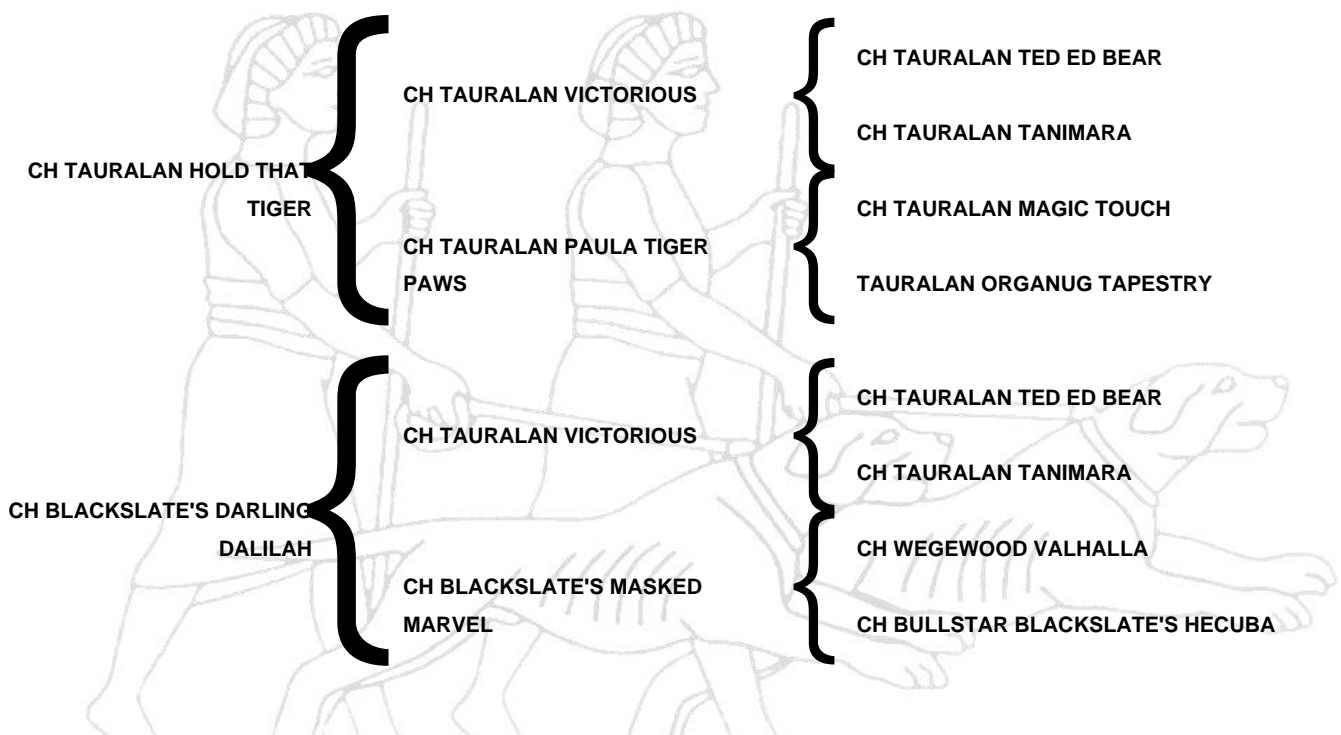 CH TAURALAN TED ED BEAR
CH TAURALAN VICTORIOUS
CH TAURALAN TANIMARA
CH TAURALAN HOLD THAT
TIGER
CH TAURALAN MAGIC TOUCH
CH TAURALAN PAULA TIGER
PAWS
TAURALAN ORGANUG TAPESTRY
CH TAURALAN TED ED BEAR
CH TAURALAN VICTORIOUS
CH TAURALAN TANIMARA
CH BLACKSLATE'S DARLING
DALILAH
CH WEGEWOOD VALHALLA
CH BLACKSLATE'S MASKED
MARVEL
CH BULLSTAR BLACKSLATE'S HECUBA